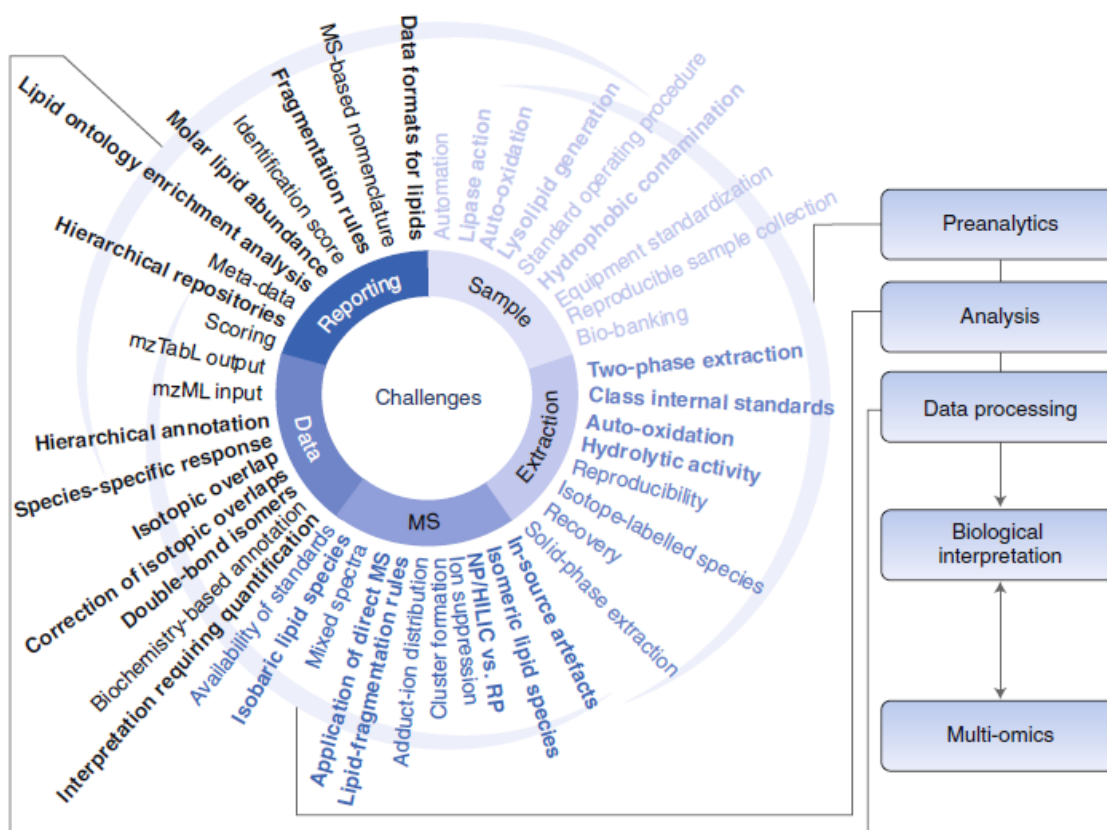 Challenges
Sample
Automation
Lipase action
Auto-oxidation
Lysolipid generation
Standard operating procedure
Hydrophobic contamination
Equipment standardization
Reproducible sample collection
Bio-banking
Extraction
Two-phase extraction
Class internal standards
Auto-oxidation
Hydrolytic activity
Reproducibility
Isotope-labelled species
Recovery
Solid-phase extraction
MS
In-source artefacts
Isomeric lipid species
NP/HILIC vs. RP
Ion suppression
Cluster formation
Adduct-ion distribution
Lipid-fragmentation rules
Application of direct MS
Mixed spectra
Isobaric lipid species
Availability of standards
Data
Interpretation requiring quantification
Biochemistry-based annotation
Double-bond isomers
Correction of isotopic overlaps
Isotopic overlap
Species-specific response
Hierarchical annotation
mzML input
mzTabL output
Scoring
Reporting
Hierarchical repositories
Meta-data
Lipid ontology enrichment analysis
Molar lipid abundance
Identification score
Fragmentation rules
MS-based nomenclature
Data formats for lipids
Preanalytics
Analysis
Data processing
Biological
interpretation
Multi-omics